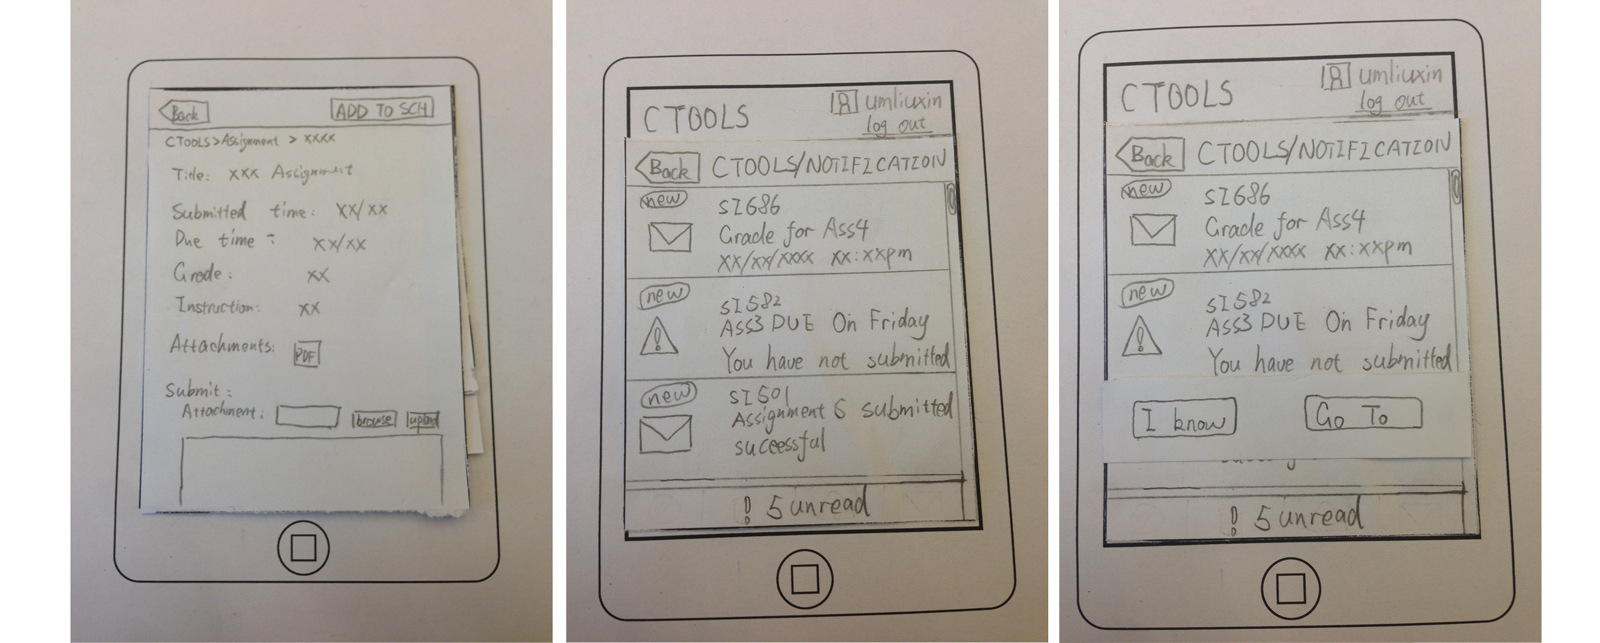 Back
ADD TO SCH
CTOOLS>Assignment > xxxx
Title: xxx Assignment
Submitted time: xx/xx
Due time: xx/xx
Grade: xx
Instruction: xx
Attachments: PDF
Submit:
Attachment: browse upload
CTOOLS
umliuxin
log out
Back CTOOLS/NOTIFICATION
new SI686
Grade for Ass4
xx/xx/xxxx xx:xxpm
new SI582
Ass3 DUE On Friday
You have not submitted
new SI501
Assignment 6 submitted
sucessful
! 5 unread
CTOOLS
umliuxin
log out
Back CTOOLS/NOTIFICATION
new SI686
Grade for Ass4
xx/xx/xxxx xx:xxpm
new SI582
Ass3 DUE On Friday
You have not submitted
I know Go To
! 5 unread